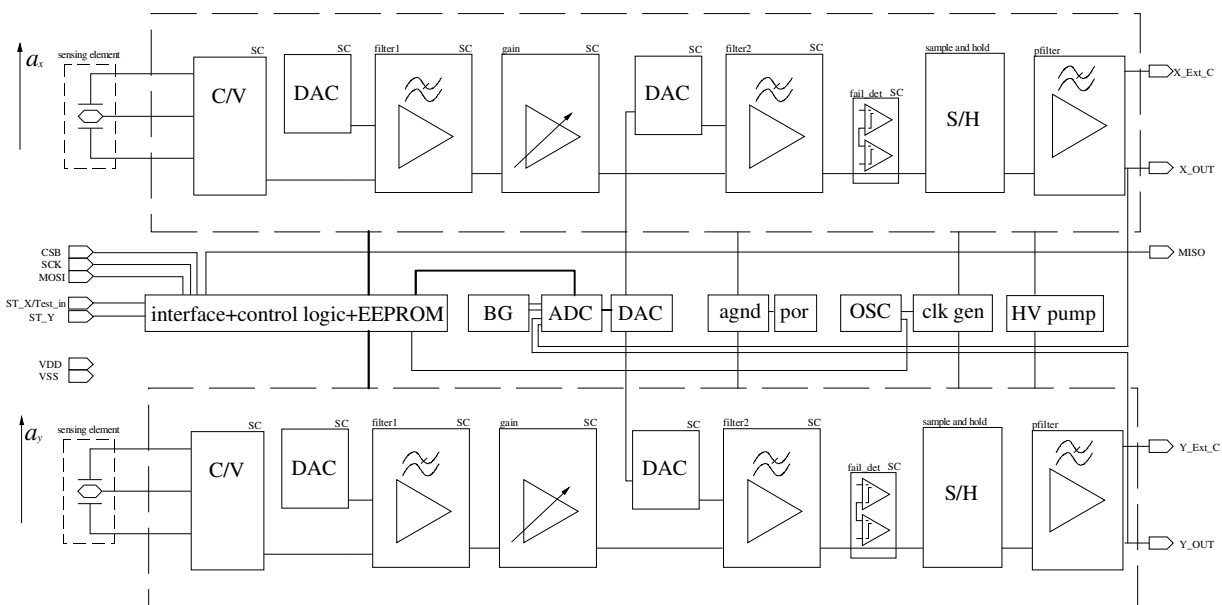 SC SC filter1 SC gain SC SC filter2 SC sample and hold pfilter
a_x sensing element
C/V DAC DAC fail_det SC S/H X_Ext_C
X_OUT
CSB
SCK
MOSI
MISO
ST_X/Test_in
ST_Y
interface+control logic+EEPROM BG ADC DAC agnd por OSC clk gen HV pump
VDD
VSS
SC SC filter1 SC gain SC SC filter2 SC sample and hold pfilter
a_y sensing element
C/V DAC DAC fail_det SC S/H Y_Ext_C
Y_OUT